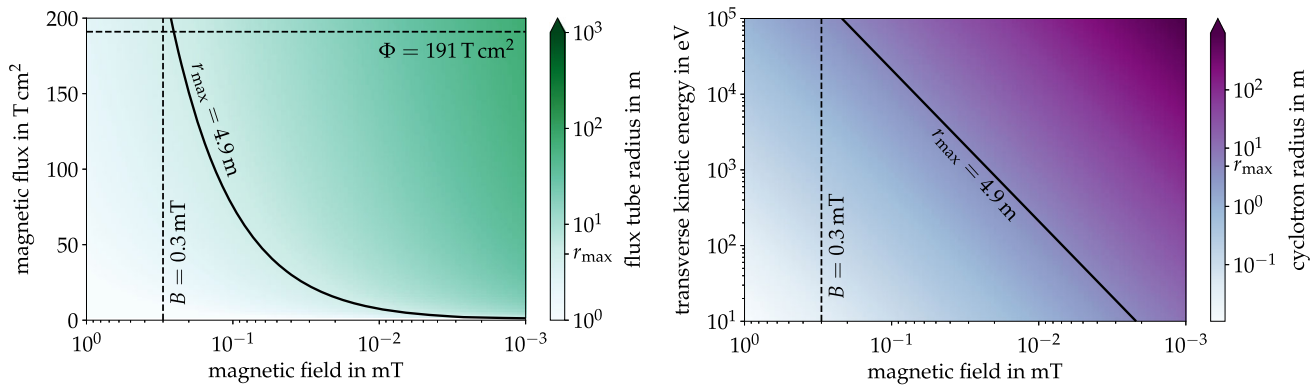 200
150
100
50
0
magnetic flux in T cm²
Φ = 191 T cm²
r_max = 4.9 m
B = 0.3 mT
10⁰
10⁻¹
10⁻²
10⁻³
magnetic field in mT
10³
10²
10¹
r_max
10⁰
flux tube radius in m
10⁵
10⁴
10³
10²
10¹
transverse kinetic energy in eV
r_max = 4.9 m
B = 0.3 mT
10⁰
10⁻¹
10⁻²
10⁻³
magnetic field in mT
10²
10¹
r_max
10⁰
10⁻¹
cyclotron radius in m